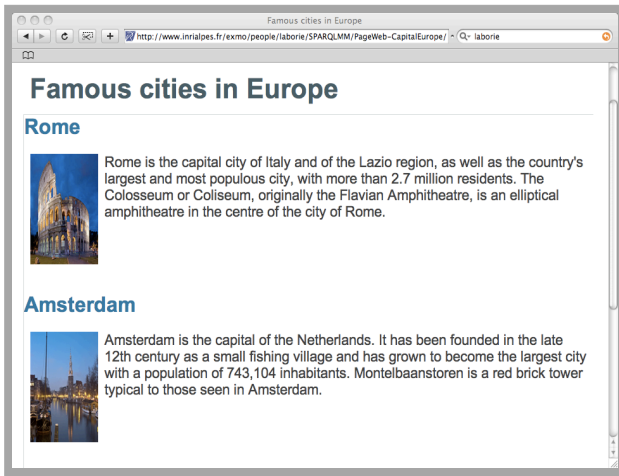 Famous cities in Europe
http://www.inrialpes.fr/exmo/people/laborie/SPARQLMM/PageWeb-CapitalEurope/
laborie
Famous cities in Europe
Rome
Rome is the capital city of Italy and of the Lazio region, as well as the country's
largest and most populous city, with more than 2.7 million residents. The
Colosseum or Coliseum, originally the Flavian Amphitheatre, is an elliptical
amphitheatre in the centre of the city of Rome.
Amsterdam
Amsterdam is the capital of the Netherlands. It has been founded in the late
12th century as a small fishing village and has grown to become the largest city
with a population of 743,104 inhabitants. Montelbaanstoren is a red brick tower
typical to those seen in Amsterdam.